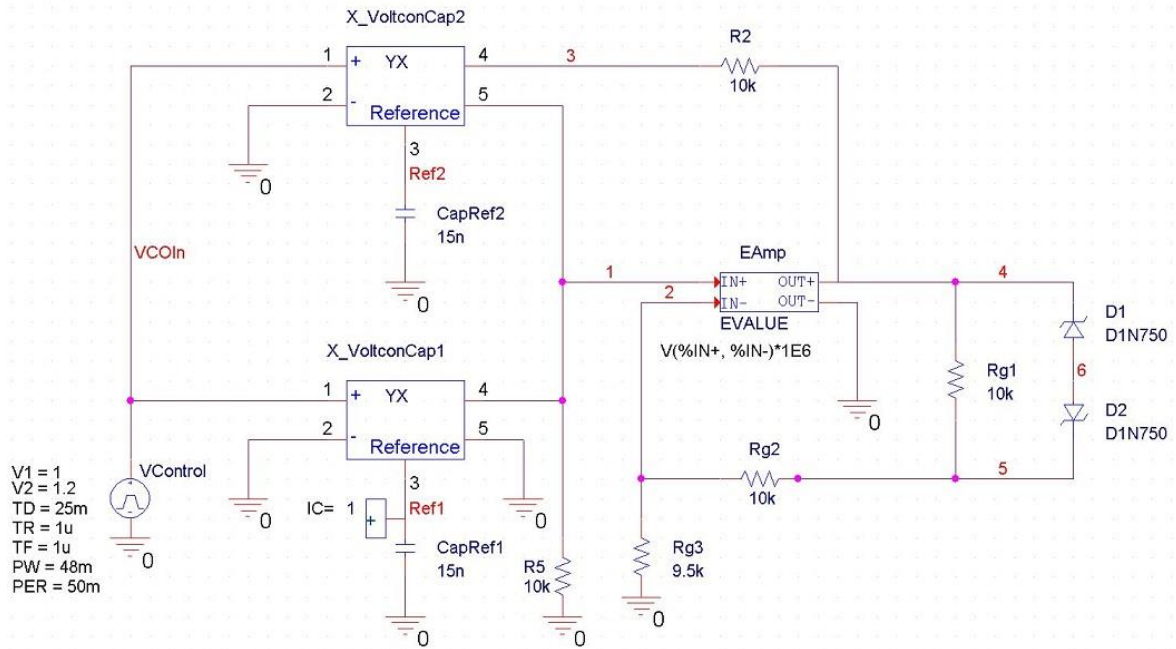 X_VoltconCap2
1
+
YX
4
3
R2
10k
2
-
Reference
5
3
0
Ref2
CapRef2
15n
0
VCOIn
EAmp
1
IN+
OUT+
4
2
IN-
OUT-
EVALUE
V(%IN+, %IN-)*1E6
D1
D1N750
6
Rg1
10k
0
D2
D1N750
X_VoltconCap1
1
+
YX
4
2
-
Reference
5
3
Rg2
10k
5
V1 = 1
V2 = 1.2
TD = 25m
TR = 1u
TF = 1u
PW = 48m
PER = 50m
VControl
0
0
IC= 1
+
Ref1
0
CapRef1
15n
0
R5
10k
0
Rg3
9.5k
0